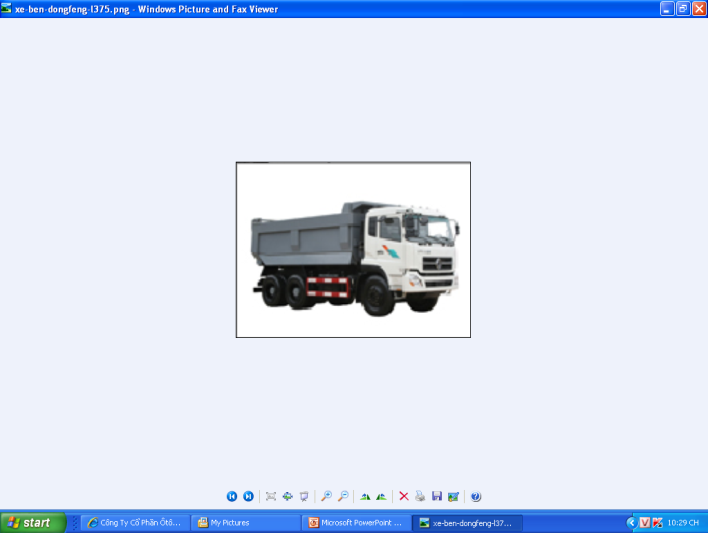 xe-ben-dongfeng-l375.png - Windows Picture and Fax Viewer
start
Công Ty Cổ Phần Ôtô...
My Pictures
Microsoft PowerPoint ...
xe-ben-dongfeng-l37...
10:29 CH